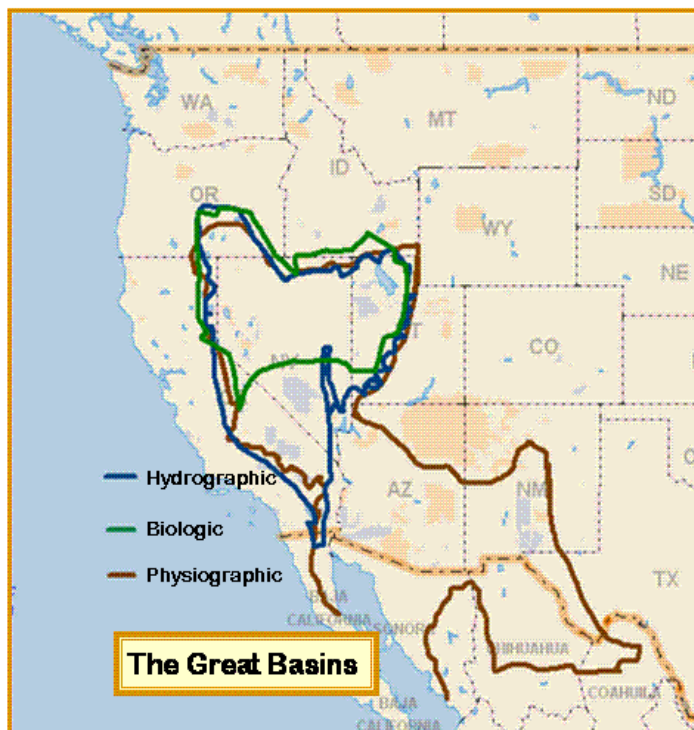 WA
MT
ND
OR
ID
SD
WY
NE
NV
UT
CO
Hydrographic
AZ
NM
Biologic
Physiographic
TX
BAJA
CALIFORNIA
SONORA
CHIHUAHUA
The Great Basins
COAHUILA
BAJA
CALIFORNIA